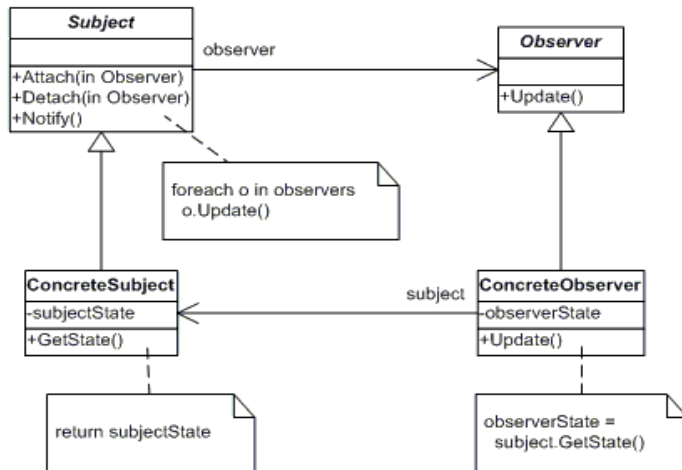 Subject
observer
Observer
+Attach(in Observer)
+Detach(in Observer)
+Notify()
+Update()
foreach o in observers
o.Update()
ConcreteSubject
-subjectState
+GetState()
subject
ConcreteObserver
-observerState
+Update()
return subjectState
observerState =
subject.GetState()